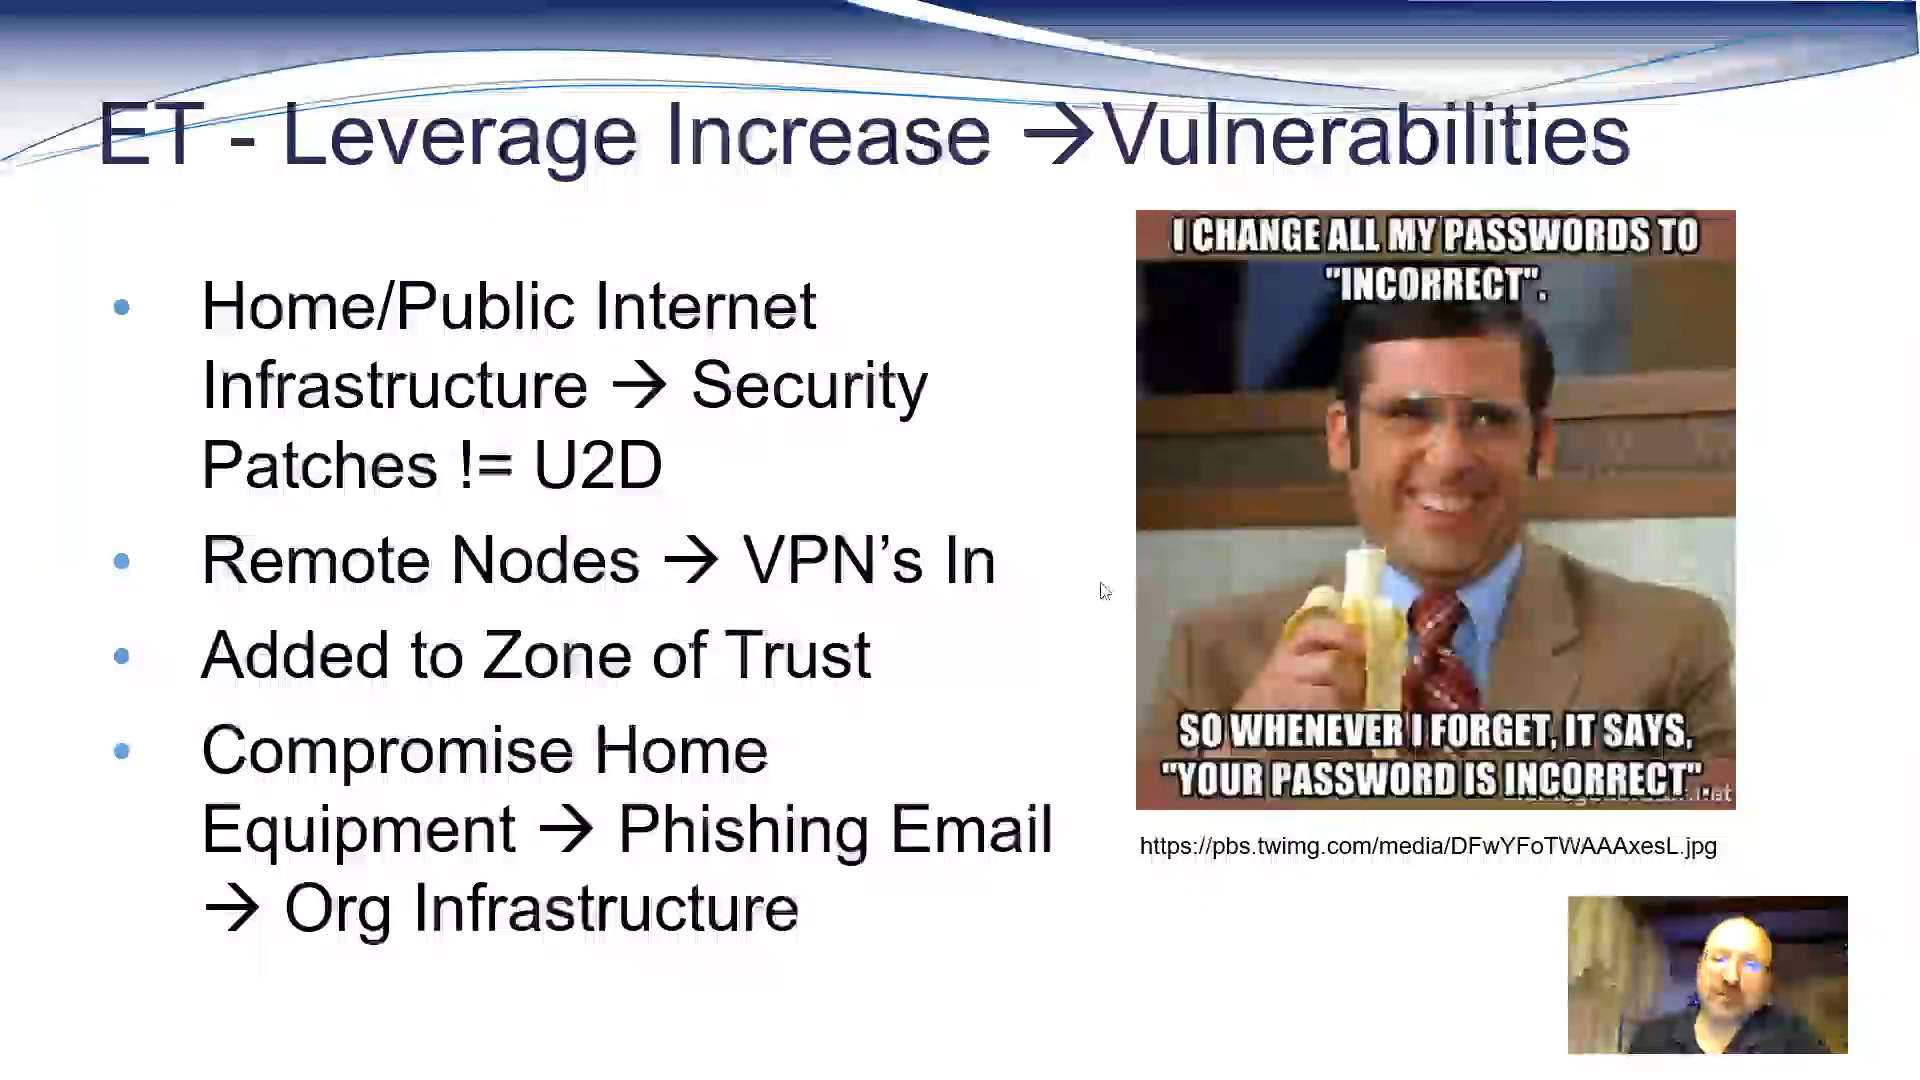 ET - Leverage Increase →Vulnerabilities
• Home/Public Internet
Infrastructure → Security
Patches != U2D
• Remote Nodes → VPN’s In
• Added to Zone of Trust
• Compromise Home
Equipment → Phishing Email
→ Org Infrastructure
I CHANGE ALL MY PASSWORDS TO
"INCORRECT".
SO WHENEVER I FORGET, IT SAYS,
"YOUR PASSWORD IS INCORRECT".
https://pbs.twimg.com/media/DFwYFoTWAAAxesL.jpg